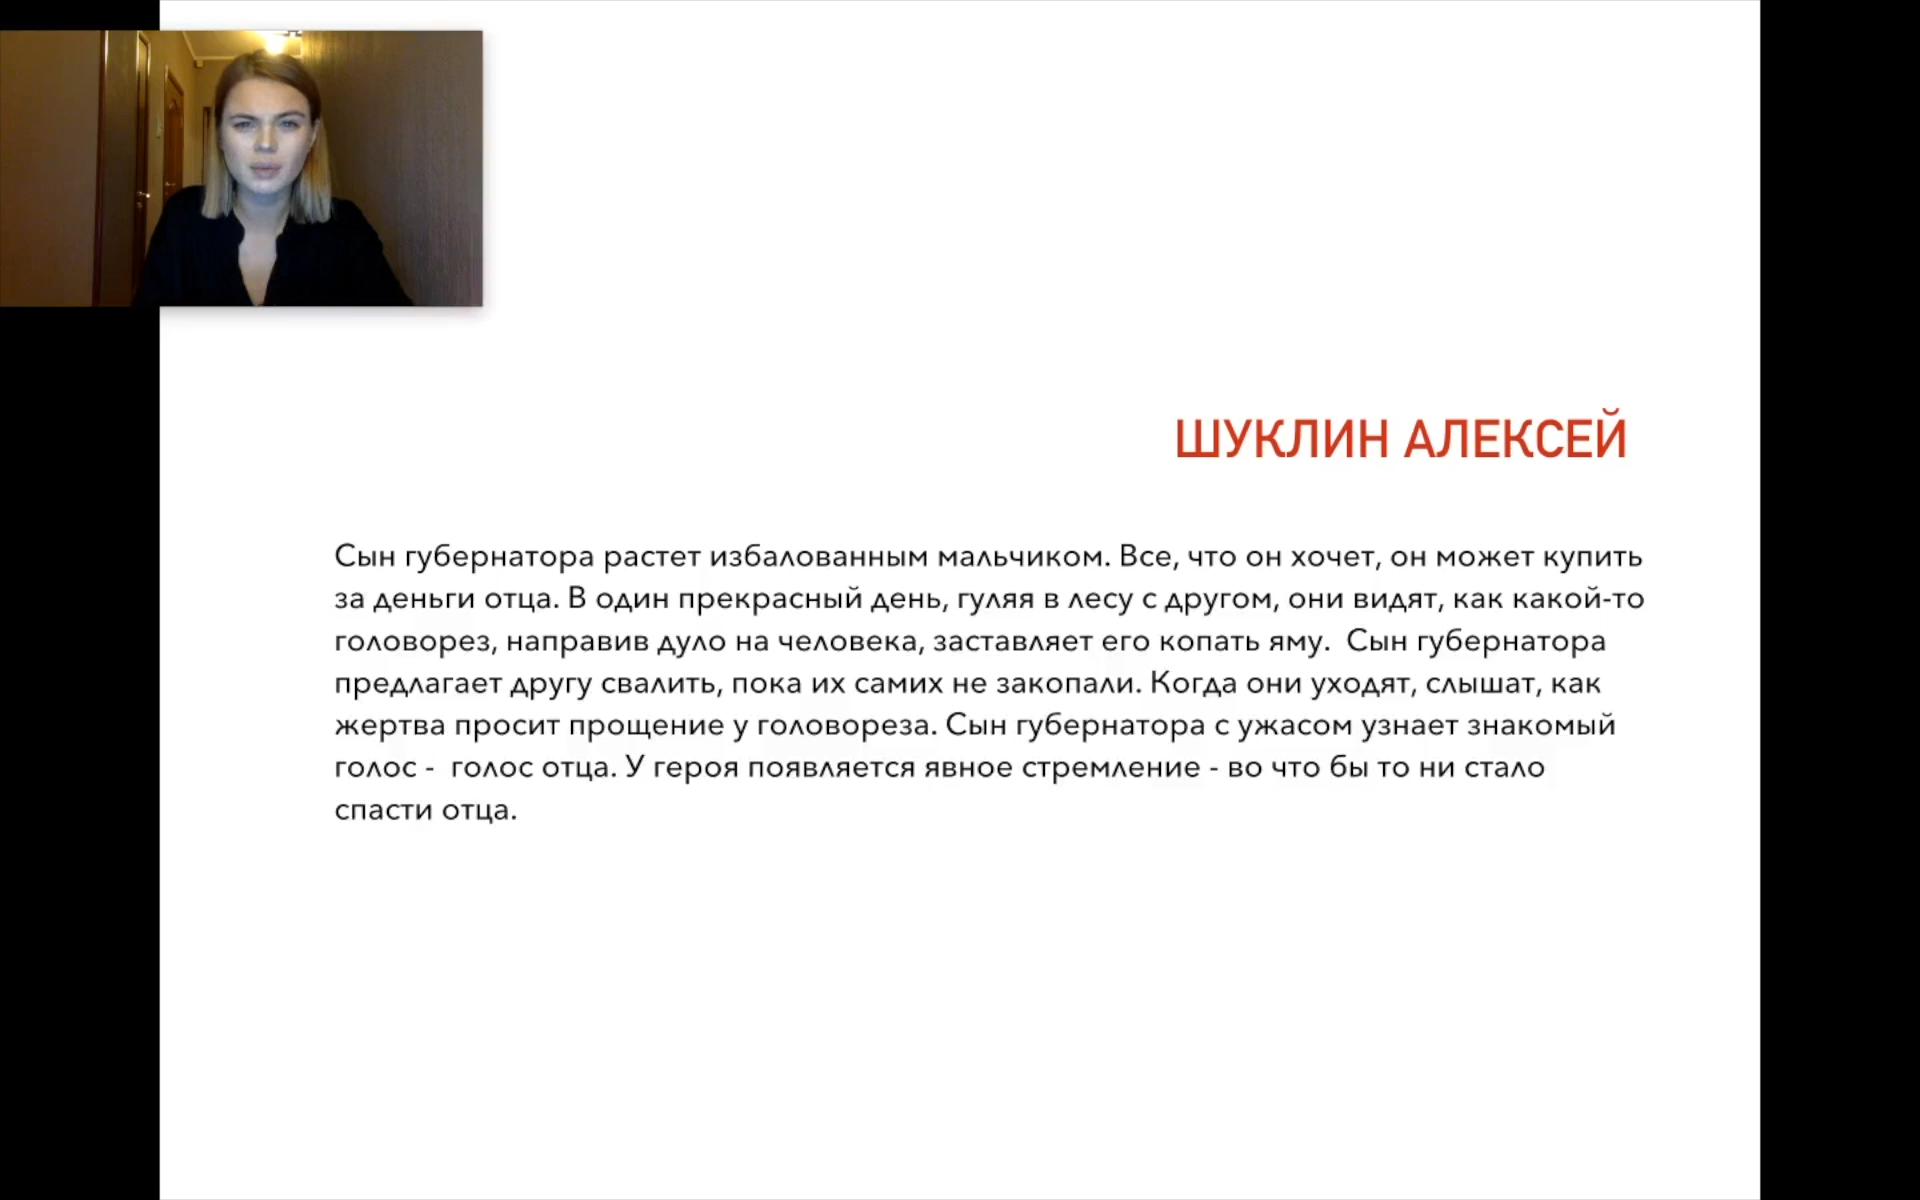 ШУКЛИН АЛЕКСЕЙ
Сын губернатора растет избалованным мальчиком. Все, что он хочет, он может купить
за деньги отца. В один прекрасный день, гуляя в лесу с другом, они видят, как какой-то
головорез, направив дуло на человека, заставляет его копать яму.  Сын губернатора
предлагает другу свалить, пока их самих не закопали. Когда они уходят, слышат, как
жертва просит прощение у головореза. Сын губернатора с ужасом узнает знакомый
голос -  голос отца. У героя появляется явное стремление - во что бы то ни стало
спасти отца.